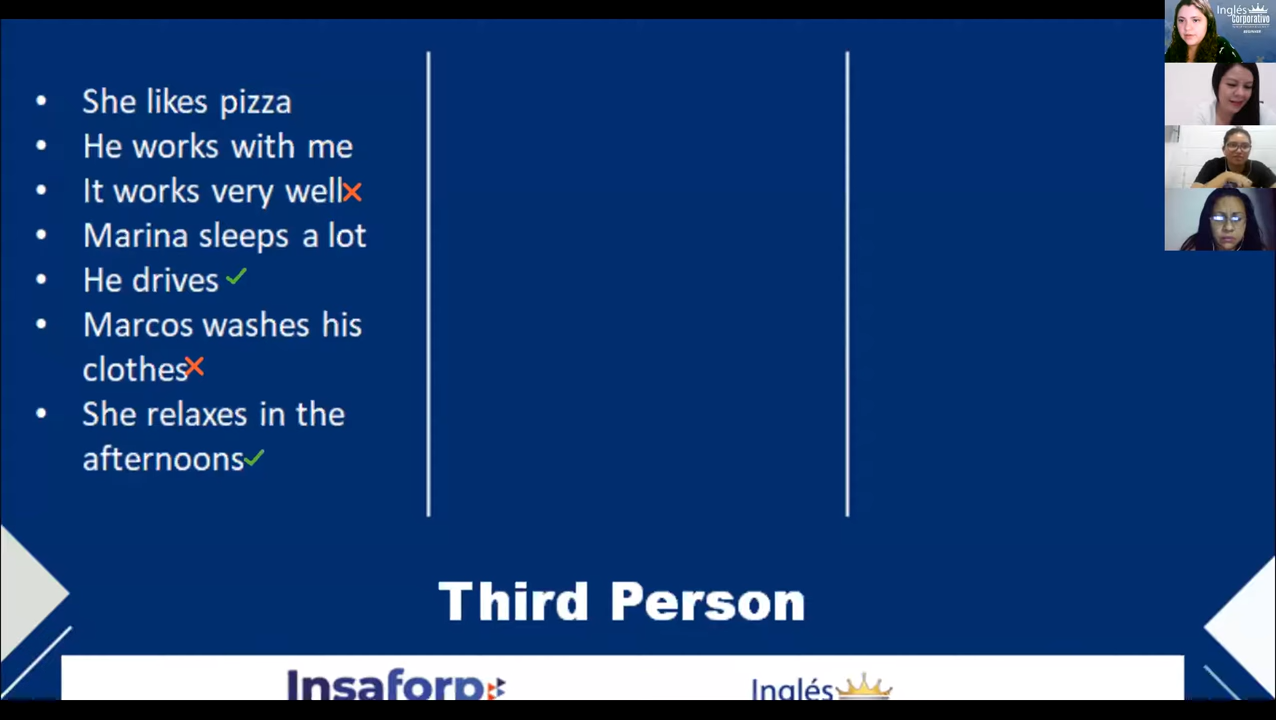 • She likes pizza
• He works with me
• It works very well
• Marina sleeps a lot
• He drives
• Marcos washes his
clothes
• She relaxes in the
afternoons
Third Person
Insaforp
Inglés
Inglés
Corporativo
BEGINNER